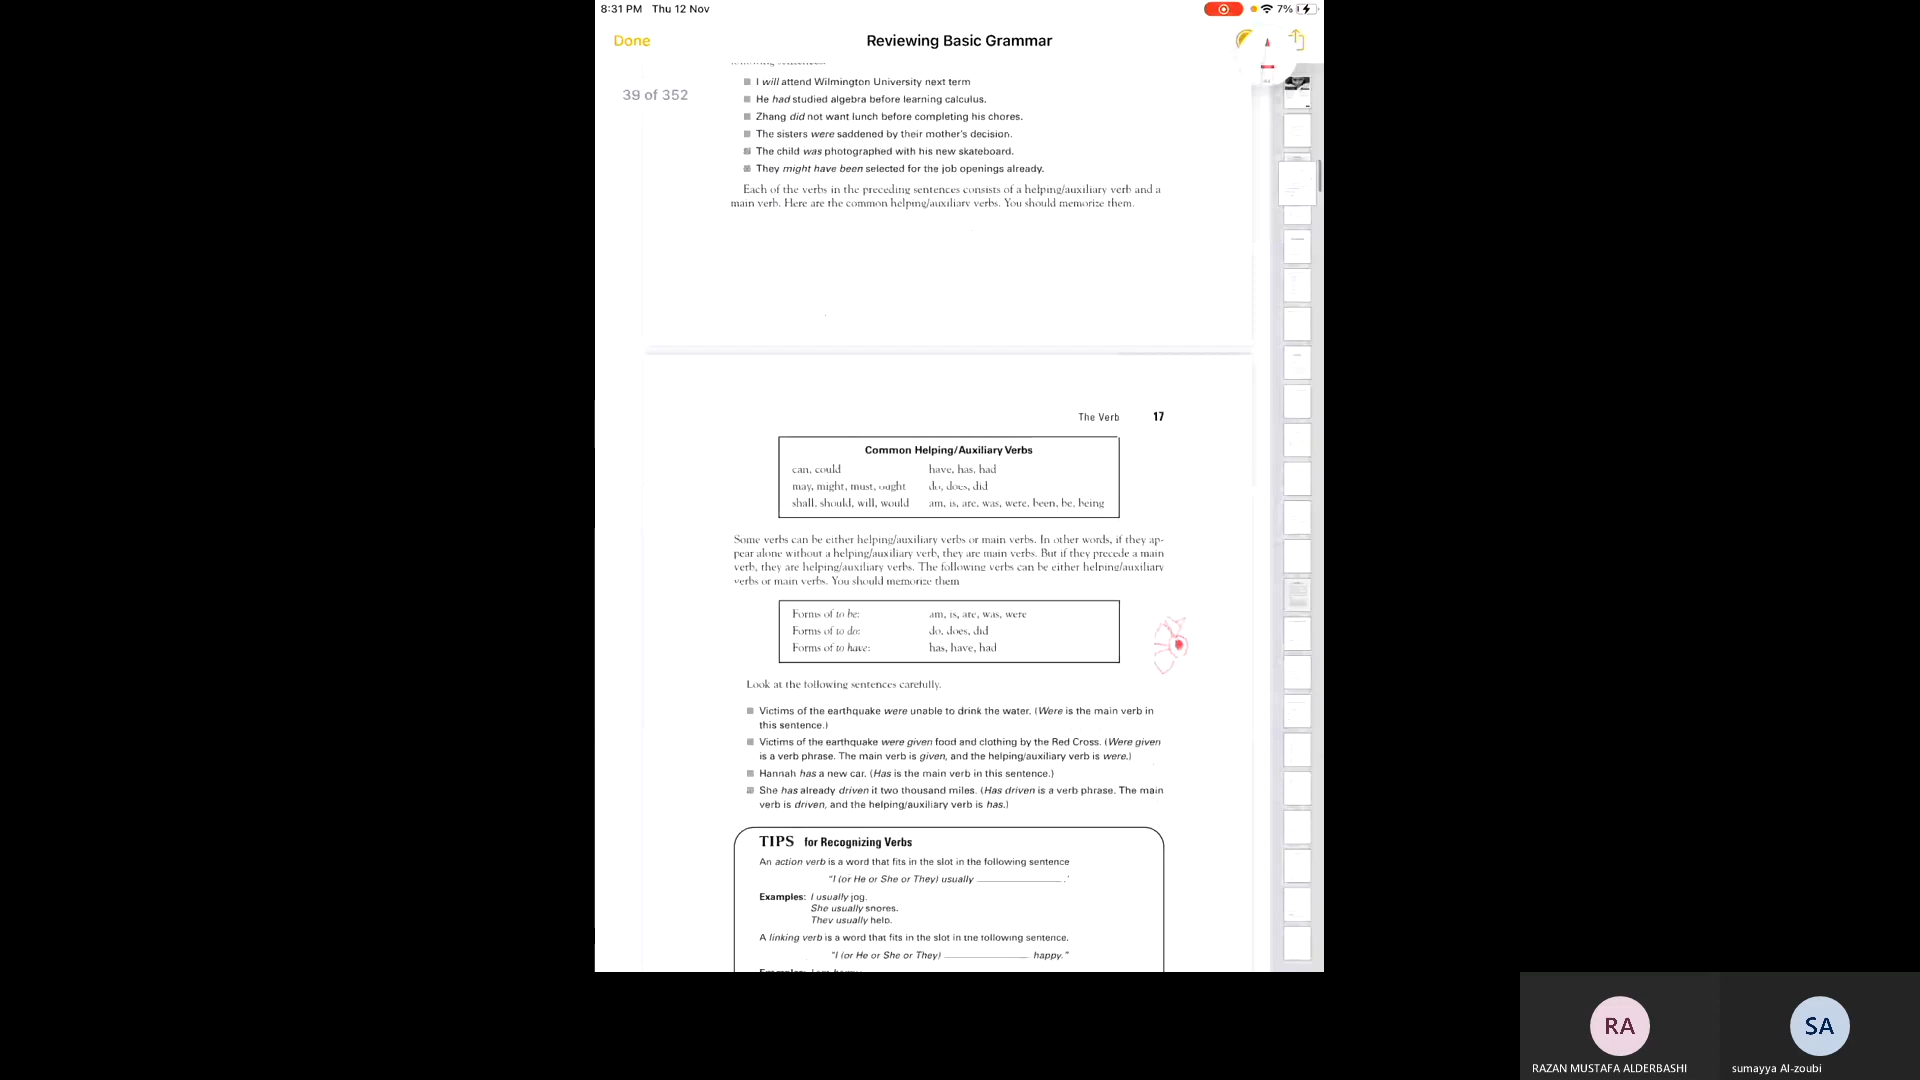 8:31 PM Thu 12 Nov
7%
Done
Reviewing Basic Grammar
39 of 352
following sentences.
I will attend Wilmington University next term
He had studied algebra before learning calculus.
Zhang did not want lunch before completing his chores.
The sisters were saddened by their mother's decision.
The child was photographed with his new skateboard.
They might have been selected for the job openings already.
Each of the verbs in the preceding sentences consists of a helping/auxiliary verb and a
main verb. Here are the common helping/auxiliary verbs. You should memorize them.
The Verb 17
Common Helping/Auxiliary Verbs
can, could have, has, had
may, might, must, ought do, does, did
shall, should, will, would am, is, are, was, were, been, be, being
Some verbs can be either helping/auxiliary verbs or main verbs. In other words, if they ap-
pear alone without a helping/auxiliary verb, they are main verbs. But if they precede a main
verb, they are helping/auxiliary verbs. The following verbs can be either helping/auxiliary
verbs or main verbs. You should memorize them
Forms of to be: am, is, are, was, were
Forms of to do: do, does, did
Forms of to have: has, have, had
Look at the following sentences carefully.
Victims of the earthquake were unable to drink the water. (Were is the main verb in
this sentence.)
Victims of the earthquake were given food and clothing by the Red Cross. (Were given
is a verb phrase. The main verb is given, and the helping/auxiliary verb is were.)
Hannah has a new car. (Has is the main verb in this sentence.)
She has already driven it two thousand miles. (Has driven is a verb phrase. The main
verb is driven, and the helping/auxiliary verb is has.)
TIPS for Recognizing Verbs
An action verb is a word that fits in the slot in the following sentence
"I (or He or She or They) usually ______________ .'
Examples: I usually jog.
She usually snores.
They usually help.
A linking verb is a word that fits in the slot in the following sentence.
"I (or He or She or They) ______________ happy."
RA
SA
RAZAN MUSTAFA ALDERBASHI
sumayya Al-zoubi